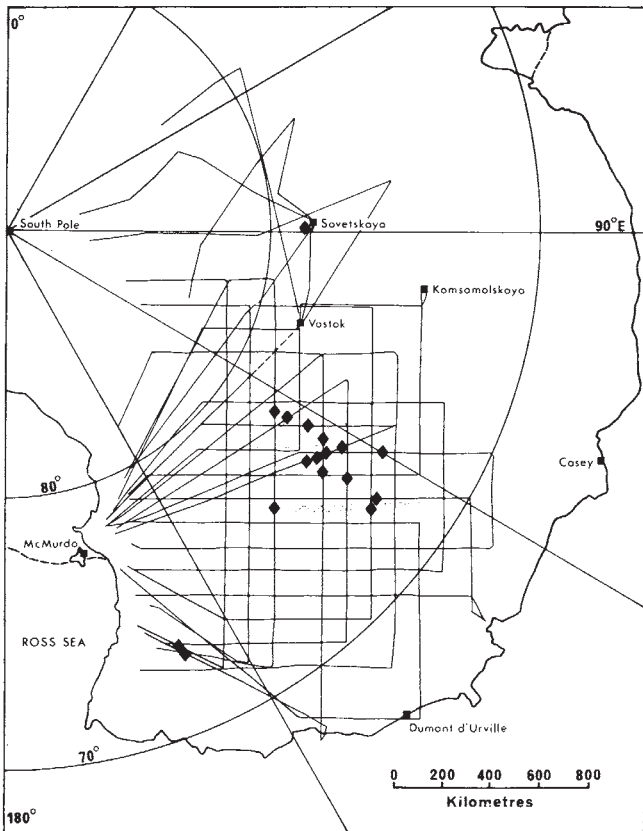 0°
South Pole
Sovetskaya
90°E
Komsomolskaya
Vostok
Casey
80°
McMurdo
ROSS SEA
Dumont d'Urville
70°
0 200 400 600 800
Kilometres
180°